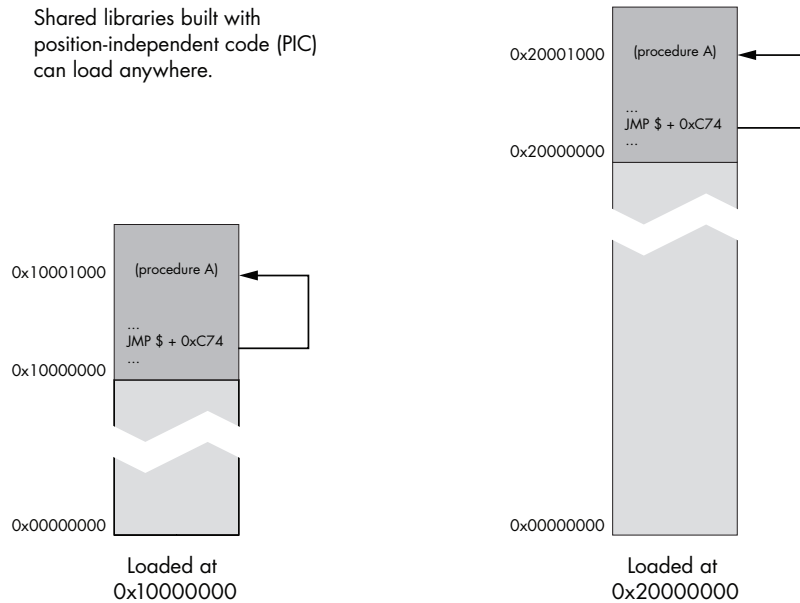 Shared libraries built with
position-independent code (PIC)
can load anywhere.
0x10001000
(procedure A)
...
JMP $ + 0xC74
...
0x10000000
0x00000000
Loaded at
0x10000000
0x20001000
(procedure A)
...
JMP $ + 0xC74
...
0x20000000
0x00000000
Loaded at
0x20000000